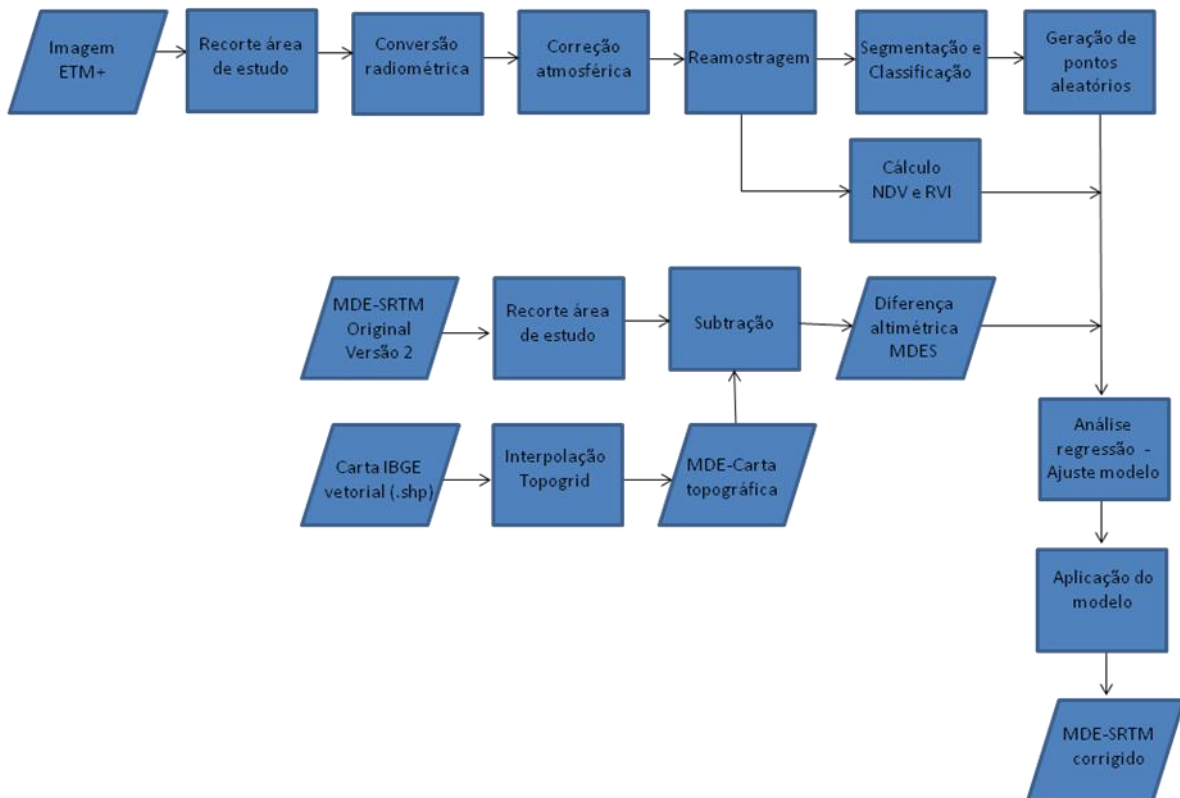 Imagem
ETM+
Recorte área
de estudo
Conversão
radiométrica
Correção
atmosférica
Reamostragem
Segmentação e
Classificação
Geração de
pontos
aleatórios
Cálculo
NDV e RVI
MDE-SRTM
Original
Versão 2
Recorte área
de estudo
Subtração
Diferença
altimétrica
MDES
Carta IBGE
vetorial (.shp)
Interpolação
Topogrid
MDE-Carta
topográfica
Análise
regressão -
Ajuste modelo
Aplicação do
modelo
MDE-SRTM
corrigido